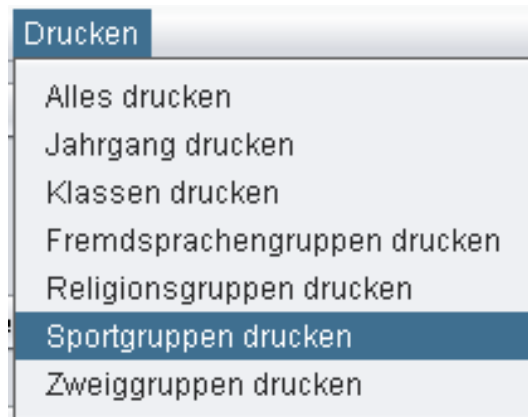 Drucken
Alles drucken
Jahrgang drucken
Klassen drucken
Fremdsprachengruppen drucken
Religionsgruppen drucken
Sportgruppen drucken
Zweiggruppen drucken